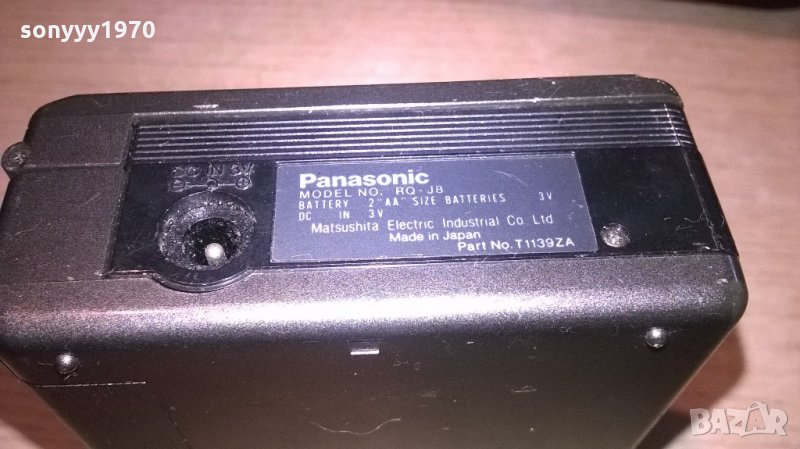 sonyyy1970
DC IN 3V
Panasonic
MODEL NO. RQ-J8
BATTERY 2"AA" SIZE BATTERIES 3V
DC IN 3V
Matsushita Electric Industrial Co. Ltd
Made in Japan
Part No. T1139ZA
BAZAR